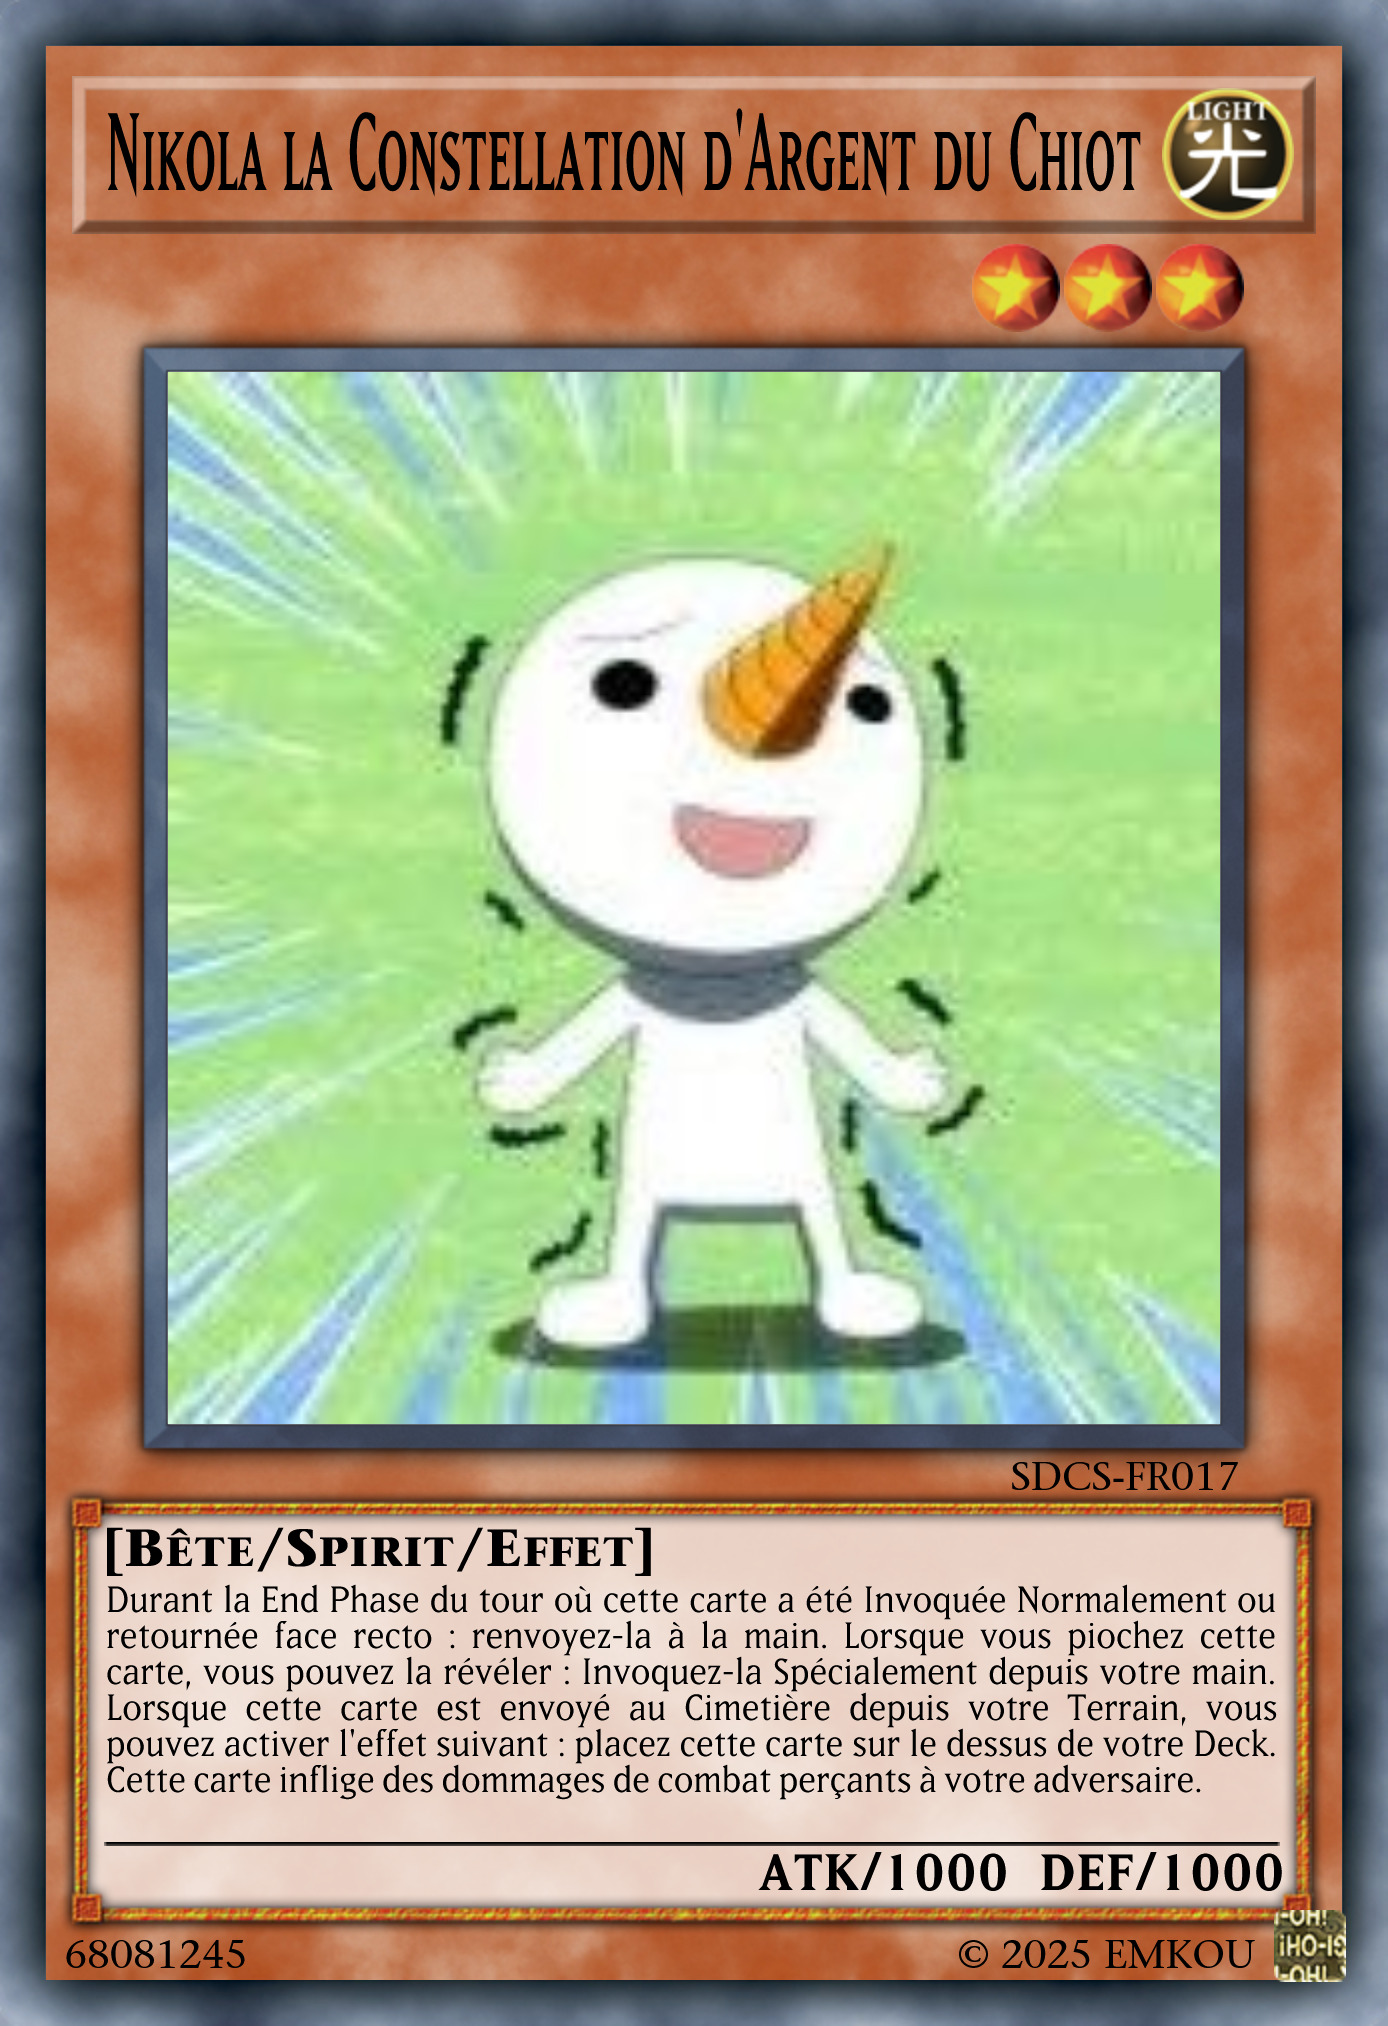 Nikola la Constellation d'Argent du Chiot
LIGHT
光
SDCS-FR017
[Bête/Spirit/Effet]
Durant la End Phase du tour où cette carte a été Invoquée Normalement ou
retournée face recto : renvoyez-la à la main. Lorsque vous piochez cette
carte, vous pouvez la révéler : Invoquez-la Spécialement depuis votre main.
Lorsque cette carte est envoyé au Cimetière depuis votre Terrain, vous
pouvez activer l'effet suivant : placez cette carte sur le dessus de votre Deck.
Cette carte inflige des dommages de combat perçants à votre adversaire.
ATK/1000 DEF/1000
68081245
© 2025 EMKOU